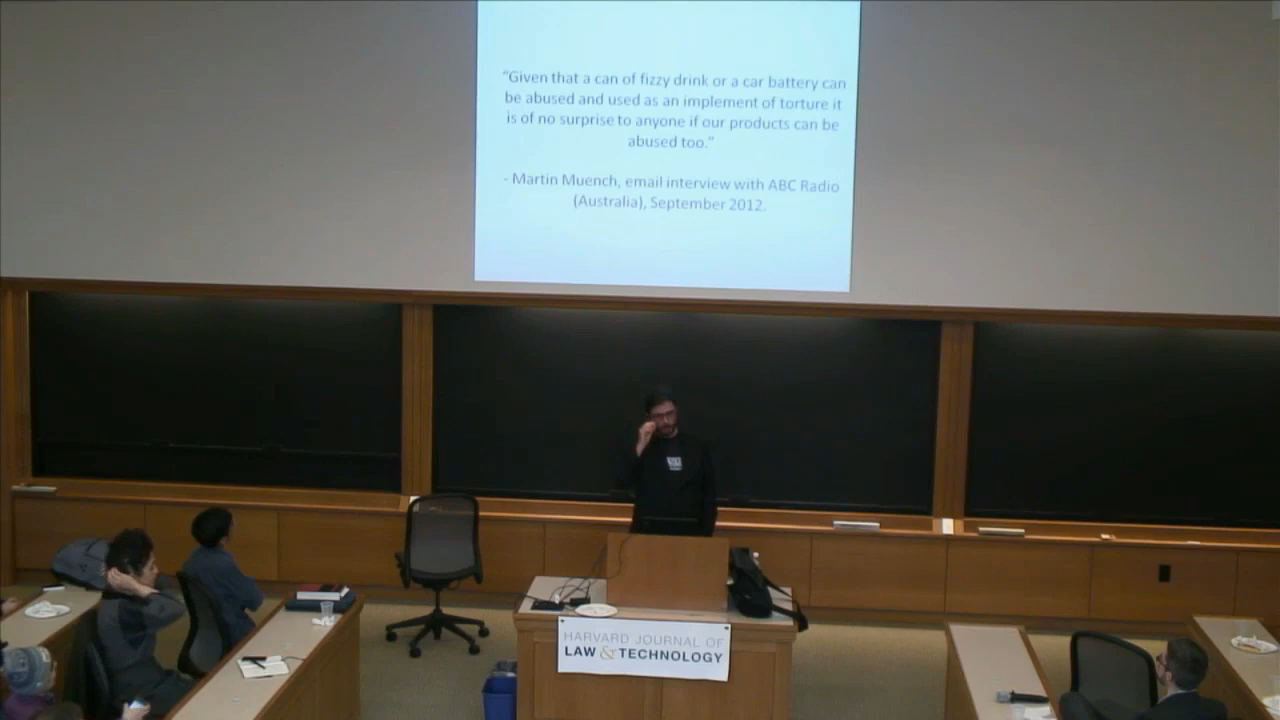 “Given that a can of fizzy drink or a car battery can
be abused and used as an implement of torture it
is of no surprise to anyone if our products can be
abused too.”
- Martin Muench, email interview with ABC Radio
(Australia), September 2012.
HARVARD JOURNAL OF
LAW & TECHNOLOGY